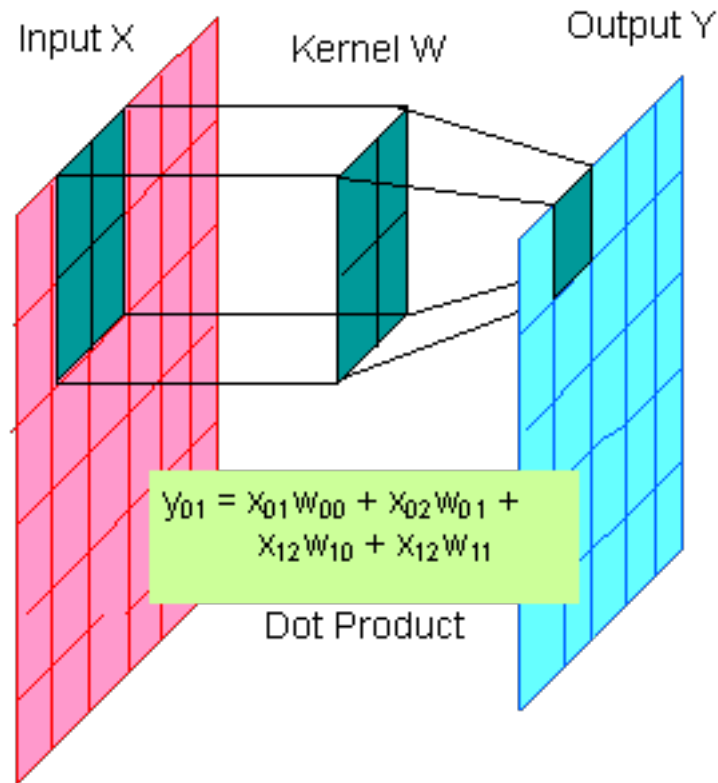 Input X
Kernel W
Output Y
y₀₁ = x₀₁w₀₀ + x₀₂w₀₁ +
x₁₂w₁₀ + x₁₂w₁₁
Dot Product